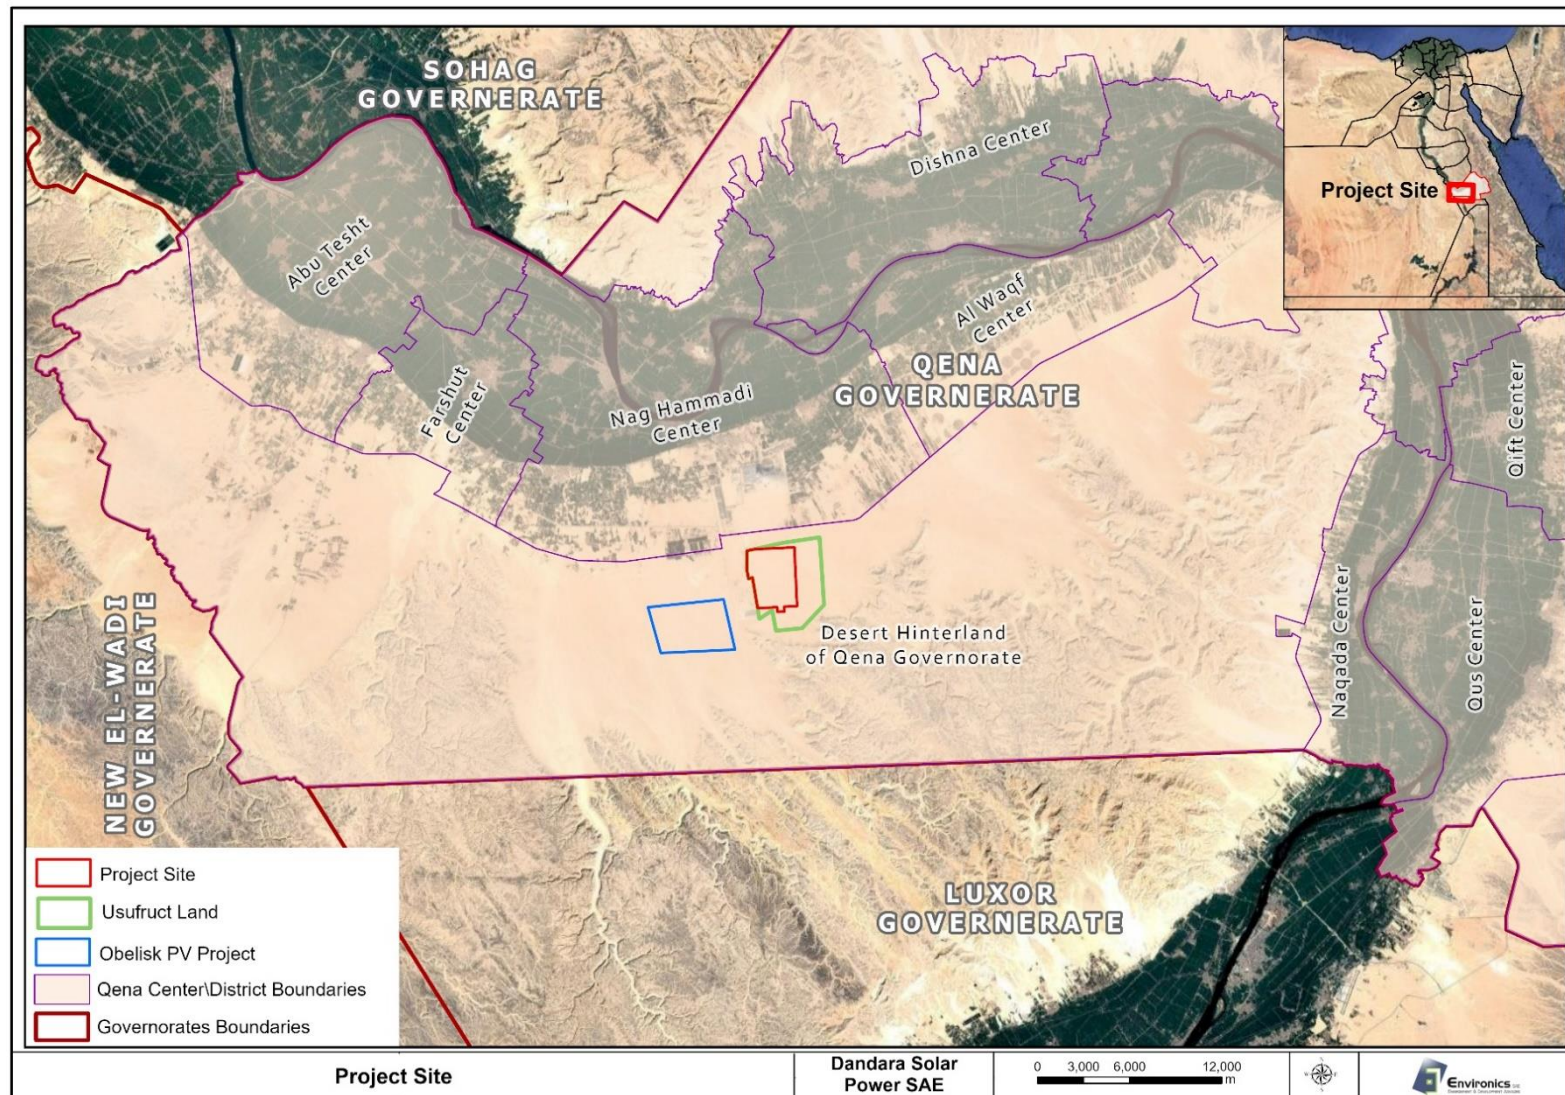 SOHAG
GOVERNERATE
Dishna Center
Project Site
Abu Tesht
Center
Al Waqf
Center
QENA
GOVERNERATE
Farshut
Center
Nag Hammadi
Center
Qift Center
Naqada Center
Qus Center
Desert Hinterland
of Qena Governorate
NEW EL-WADI
GOVERNERATE
LUXOR
GOVERNERATE
Project Site
Usufruct Land
Obelisk PV Project
Qena Center\District Boundaries
Governorates Boundaries
Project Site
Dandara Solar
Power SAE
0 3,000 6,000 12,000
m
Environics